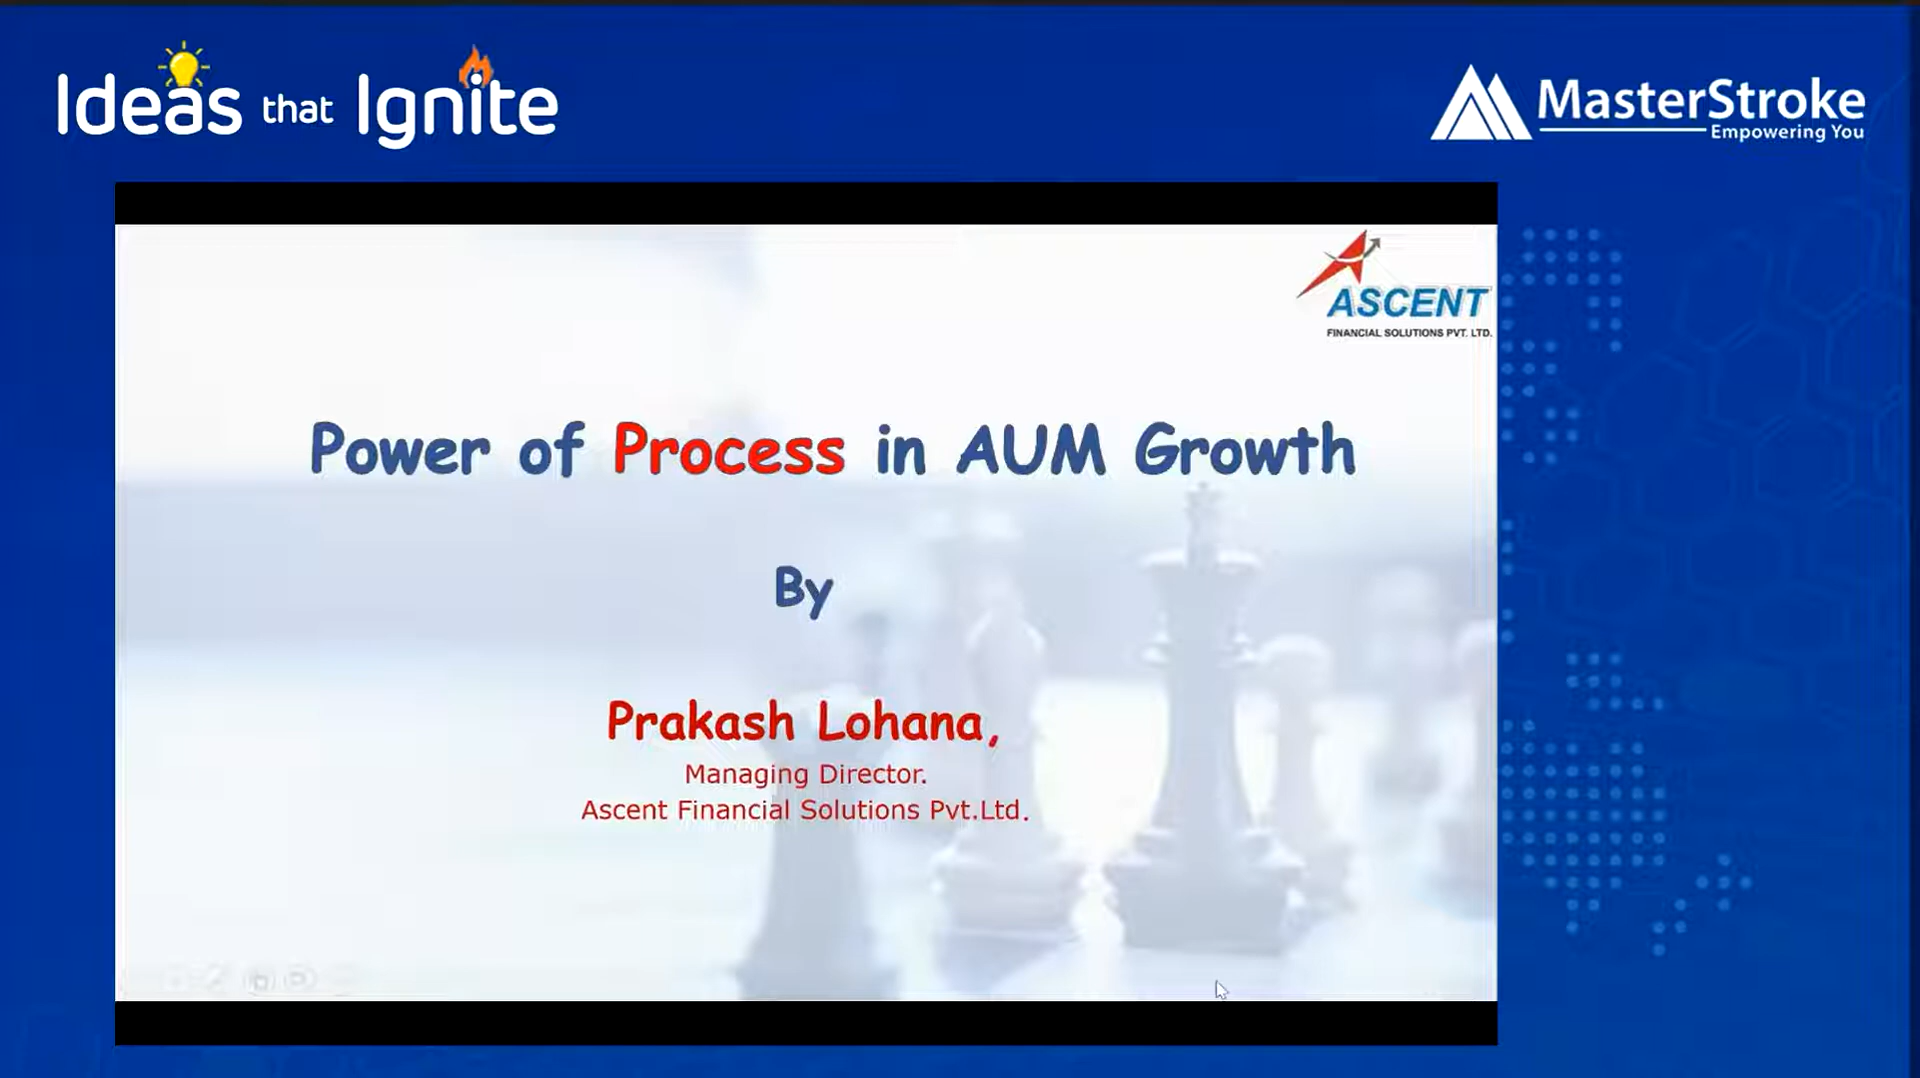 Ideas that Ignite
MasterStroke
Empowering You
ASCENT
FINANCIAL SOLUTIONS PVT. LTD.
Power of Process in AUM Growth
By
Prakash Lohana,
Managing Director.
Ascent Financial Solutions Pvt.Ltd.